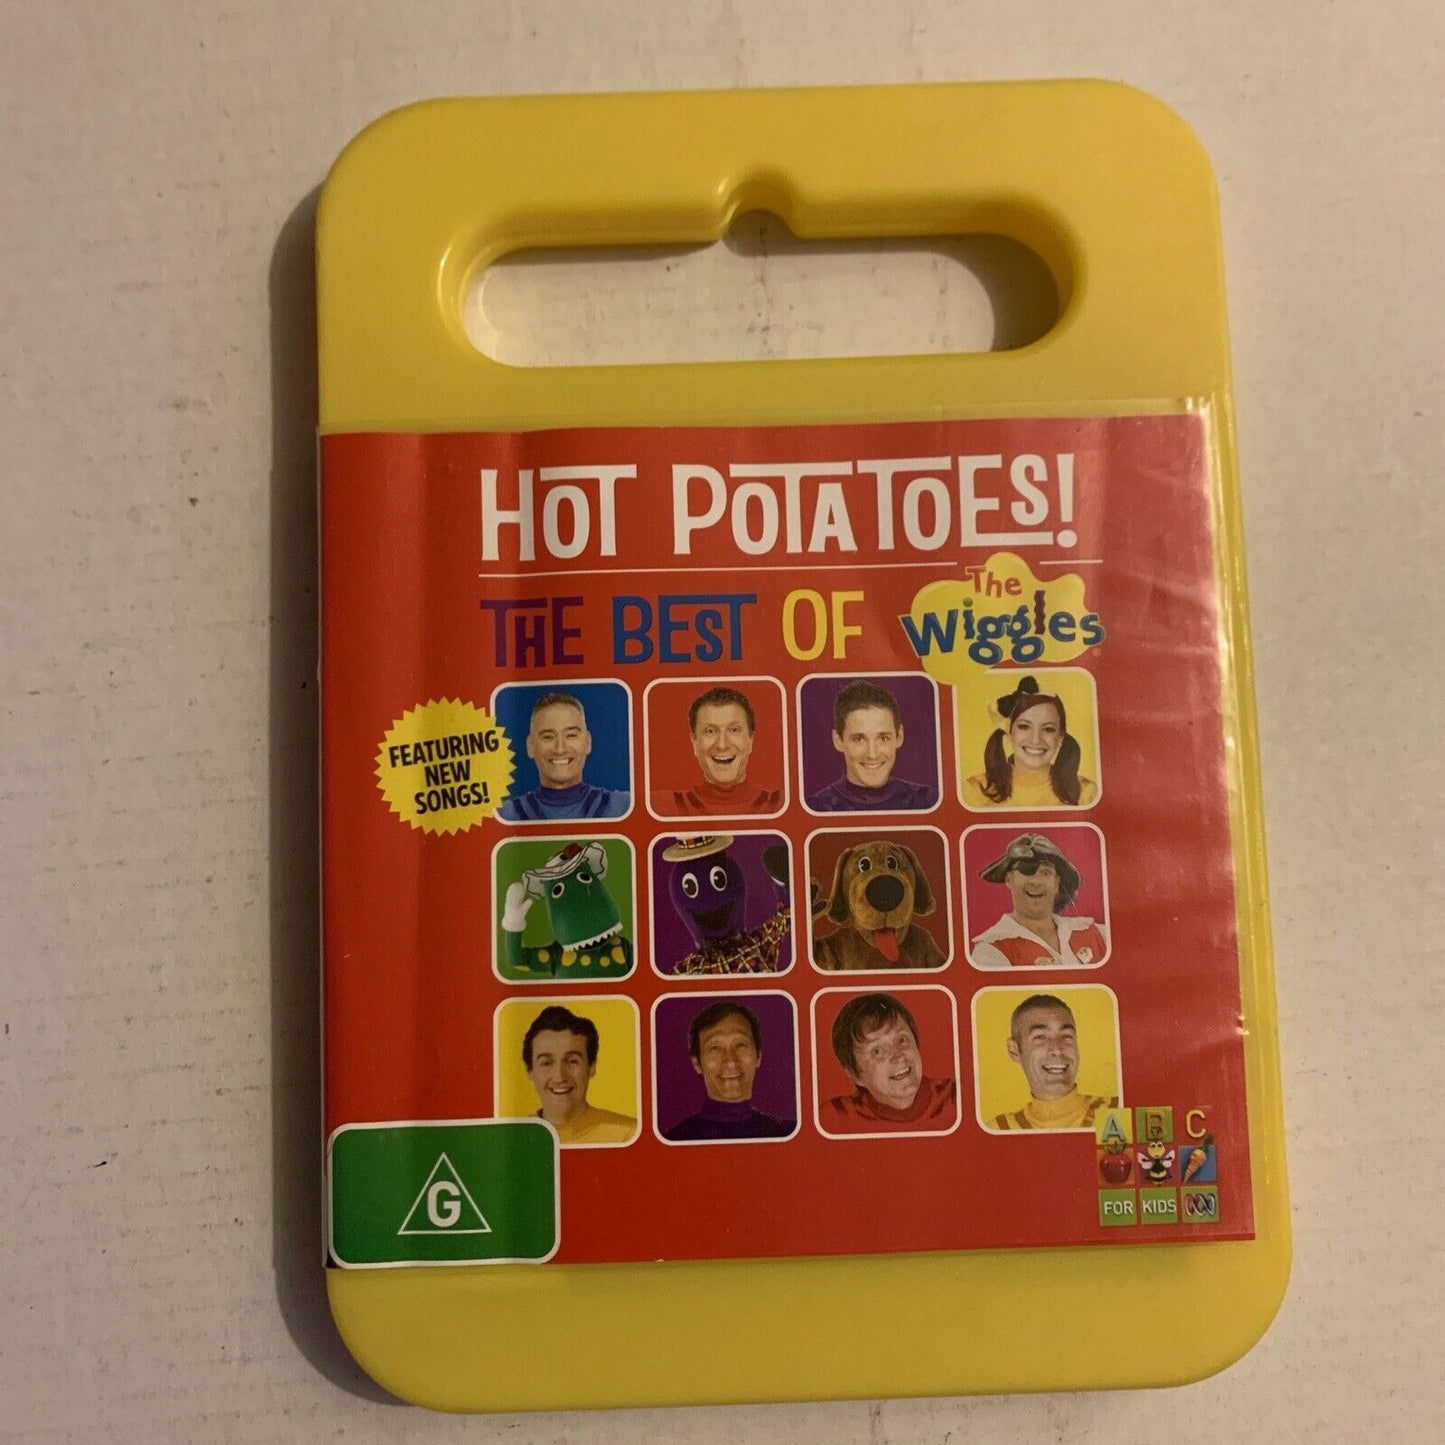 HOT POTATOES!
THE BEST OF The Wiggles
FEATURING
NEW
SONGS!
G
A B C
FOR KIDS